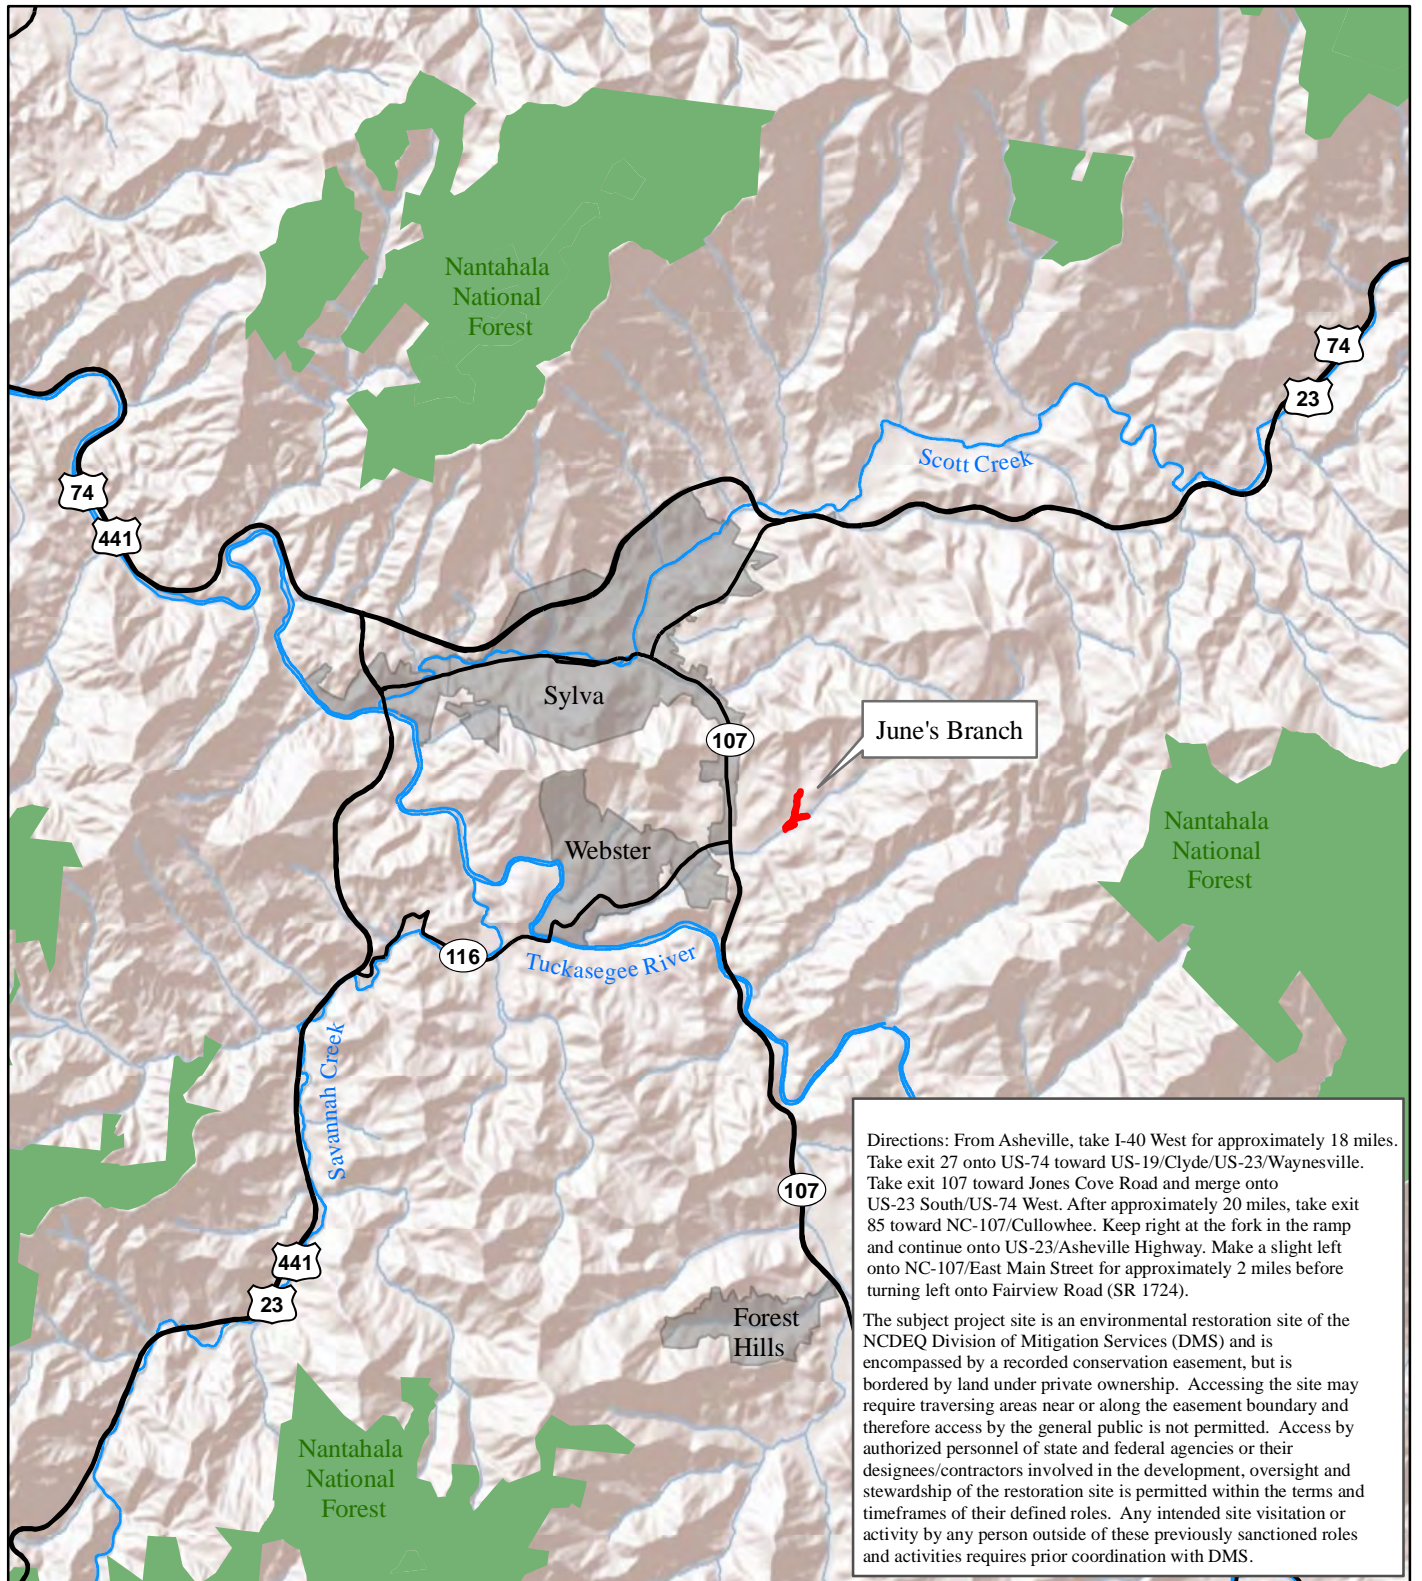 Nantahala
National
Forest
74
23
Scott Creek
74
441
Sylva
107
June's Branch
Nantahala
National
Forest
Webster
116
Tuckasegee River
Savannah Creek
107
441
23
Forest
Hills
Nantahala
National
Forest
Directions: From Asheville, take I-40 West for approximately 18 miles.
Take exit 27 onto US-74 toward US-19/Clyde/US-23/Waynesville.
Take exit 107 toward Jones Cove Road and merge onto
US-23 South/US-74 West. After approximately 20 miles, take exit
85 toward NC-107/Cullowhee. Keep right at the fork in the ramp
and continue onto US-23/Asheville Highway. Make a slight left
onto NC-107/East Main Street for approximately 2 miles before
turning left onto Fairview Road (SR 1724).
The subject project site is an environmental restoration site of the
NCDEQ Division of Mitigation Services (DMS) and is
encompassed by a recorded conservation easement, but is
bordered by land under private ownership. Accessing the site may
require traversing areas near or along the easement boundary and
therefore access by the general public is not permitted. Access by
authorized personnel of state and federal agencies or their
designees/contractors involved in the development, oversight and
stewardship of the restoration site is permitted within the terms and
timeframes of their defined roles. Any intended site visitation or
activity by any person outside of these previously sanctioned roles
and activities requires prior coordination with DMS.